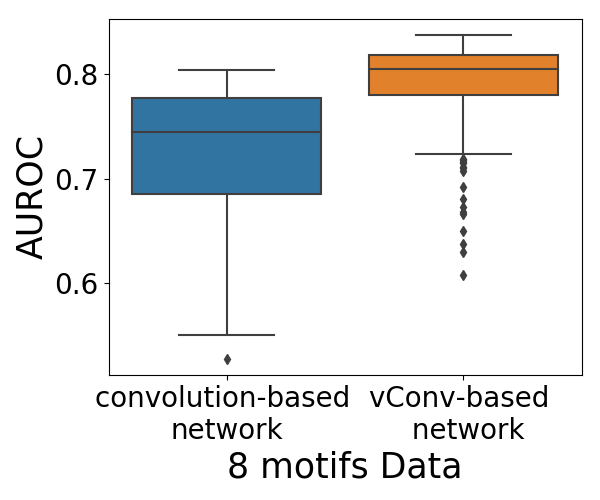 AUROC
0.8
0.7
0.6
convolution-based
network
vConv-based
network
8 motifs Data